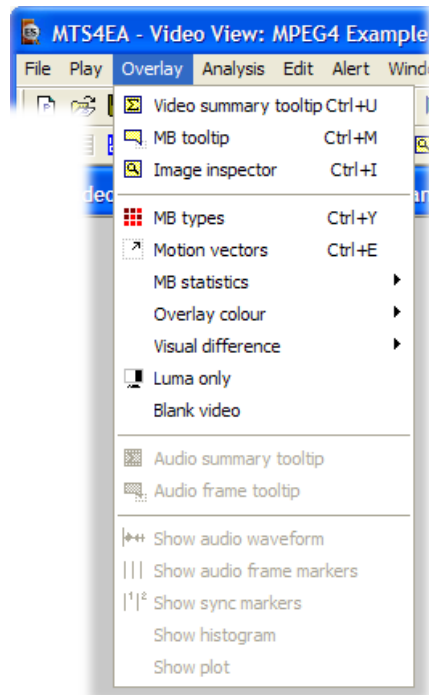 MTS4EA - Video View: MPEG4 Example
File Play Overlay Analysis Edit Alert
Video summary tooltip Ctrl+U
MB tooltip Ctrl+M
Image inspector Ctrl+I
MB types Ctrl+Y
Motion vectors Ctrl+E
MB statistics
Overlay colour
Visual difference
Luma only
Blank video
Audio summary tooltip
Audio frame tooltip
Show audio waveform
Show audio frame markers
Show sync markers
Show histogram
Show plot